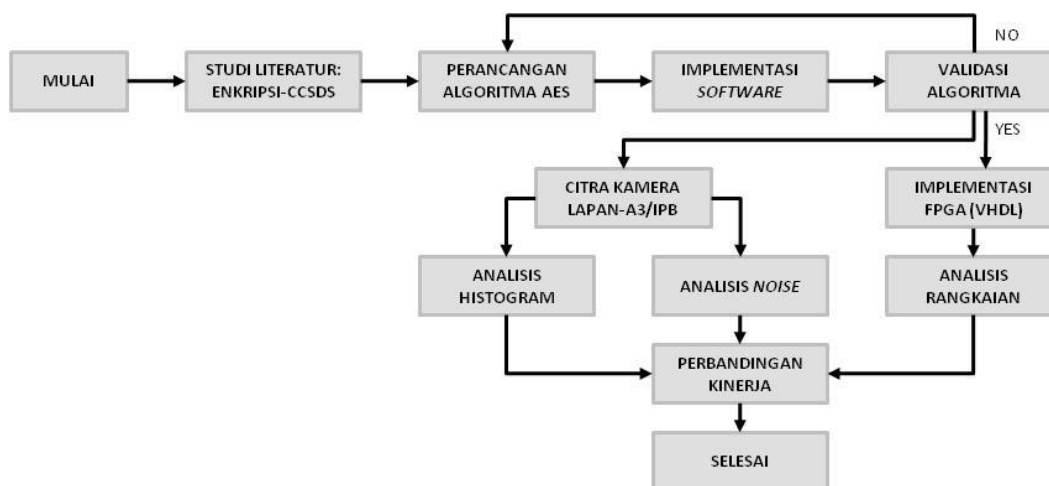 NO
MULAI
STUDI LITERATUR:
ENKRIPSI-CCSDS
PERANCANGAN
ALGORITMA AES
IMPLEMENTASI
SOFTWARE
VALIDASI
ALGORITMA
YES
CITRA KAMERA
LAPAN-A3/IPB
IMPLEMENTASI
FPGA (VHDL)
ANALISIS
HISTOGRAM
ANALISIS NOISE
ANALISIS
RANGKAIAN
PERBANDINGAN
KINERJA
SELESAI